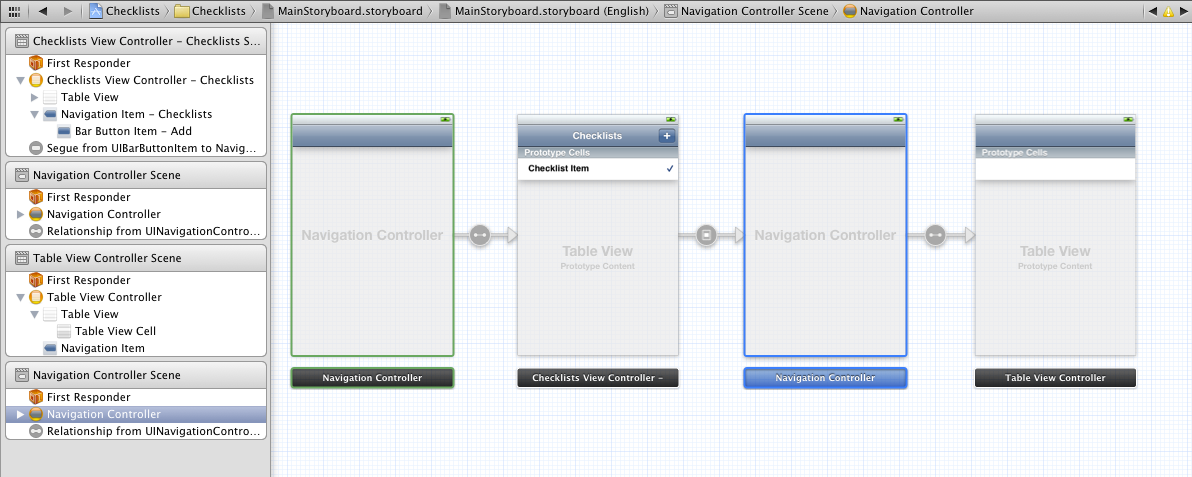 Checklists Checklists MainStoryboard.storyboard MainStoryboard.storyboard (English) Navigation Controller Scene Navigation Controller
Checklists View Controller – Checklists S...
First Responder
Checklists View Controller – Checklists
Table View
Navigation Item – Checklists
Bar Button Item – Add
Segue from UIBarButtonItem to Navig...
Navigation Controller Scene
First Responder
Navigation Controller
Relationship from UINavigationContro...
Table View Controller Scene
First Responder
Table View Controller
Table View
Table View Cell
Navigation Item
Navigation Controller Scene
First Responder
Navigation Controller
Relationship from UINavigationContro...
Navigation Controller
Navigation Controller
Checklists +
Prototype Cells
Checklist Item ✓
Table View
Prototype Content
Checklists View Controller –
Navigation Controller
Navigation Controller
Prototype Cells
Table View
Prototype Content
Table View Controller